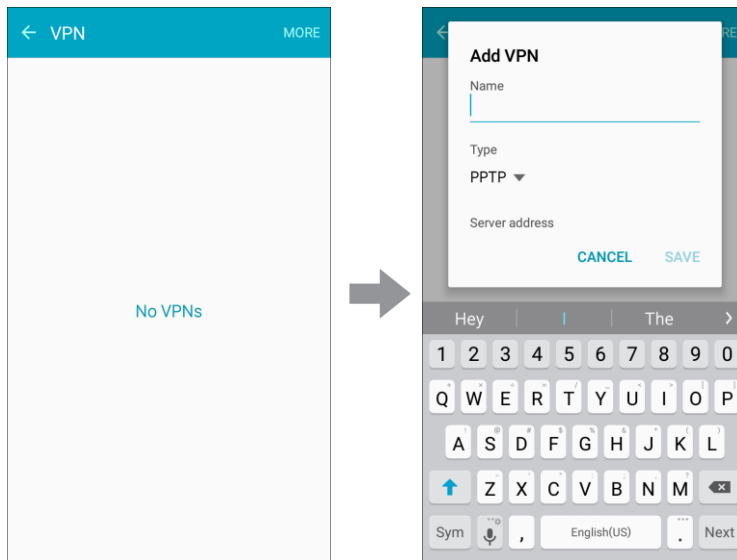 VPN MORE
No VPNs
RE
Add VPN
Name
Type
PPTP
Server address
CANCEL SAVE
Hey I The
1 2 3 4 5 6 7 8 9 0
Q W E R T Y U I O P
A S D F G H J K L
Z X C V B N M
Sym , English(US) . Next